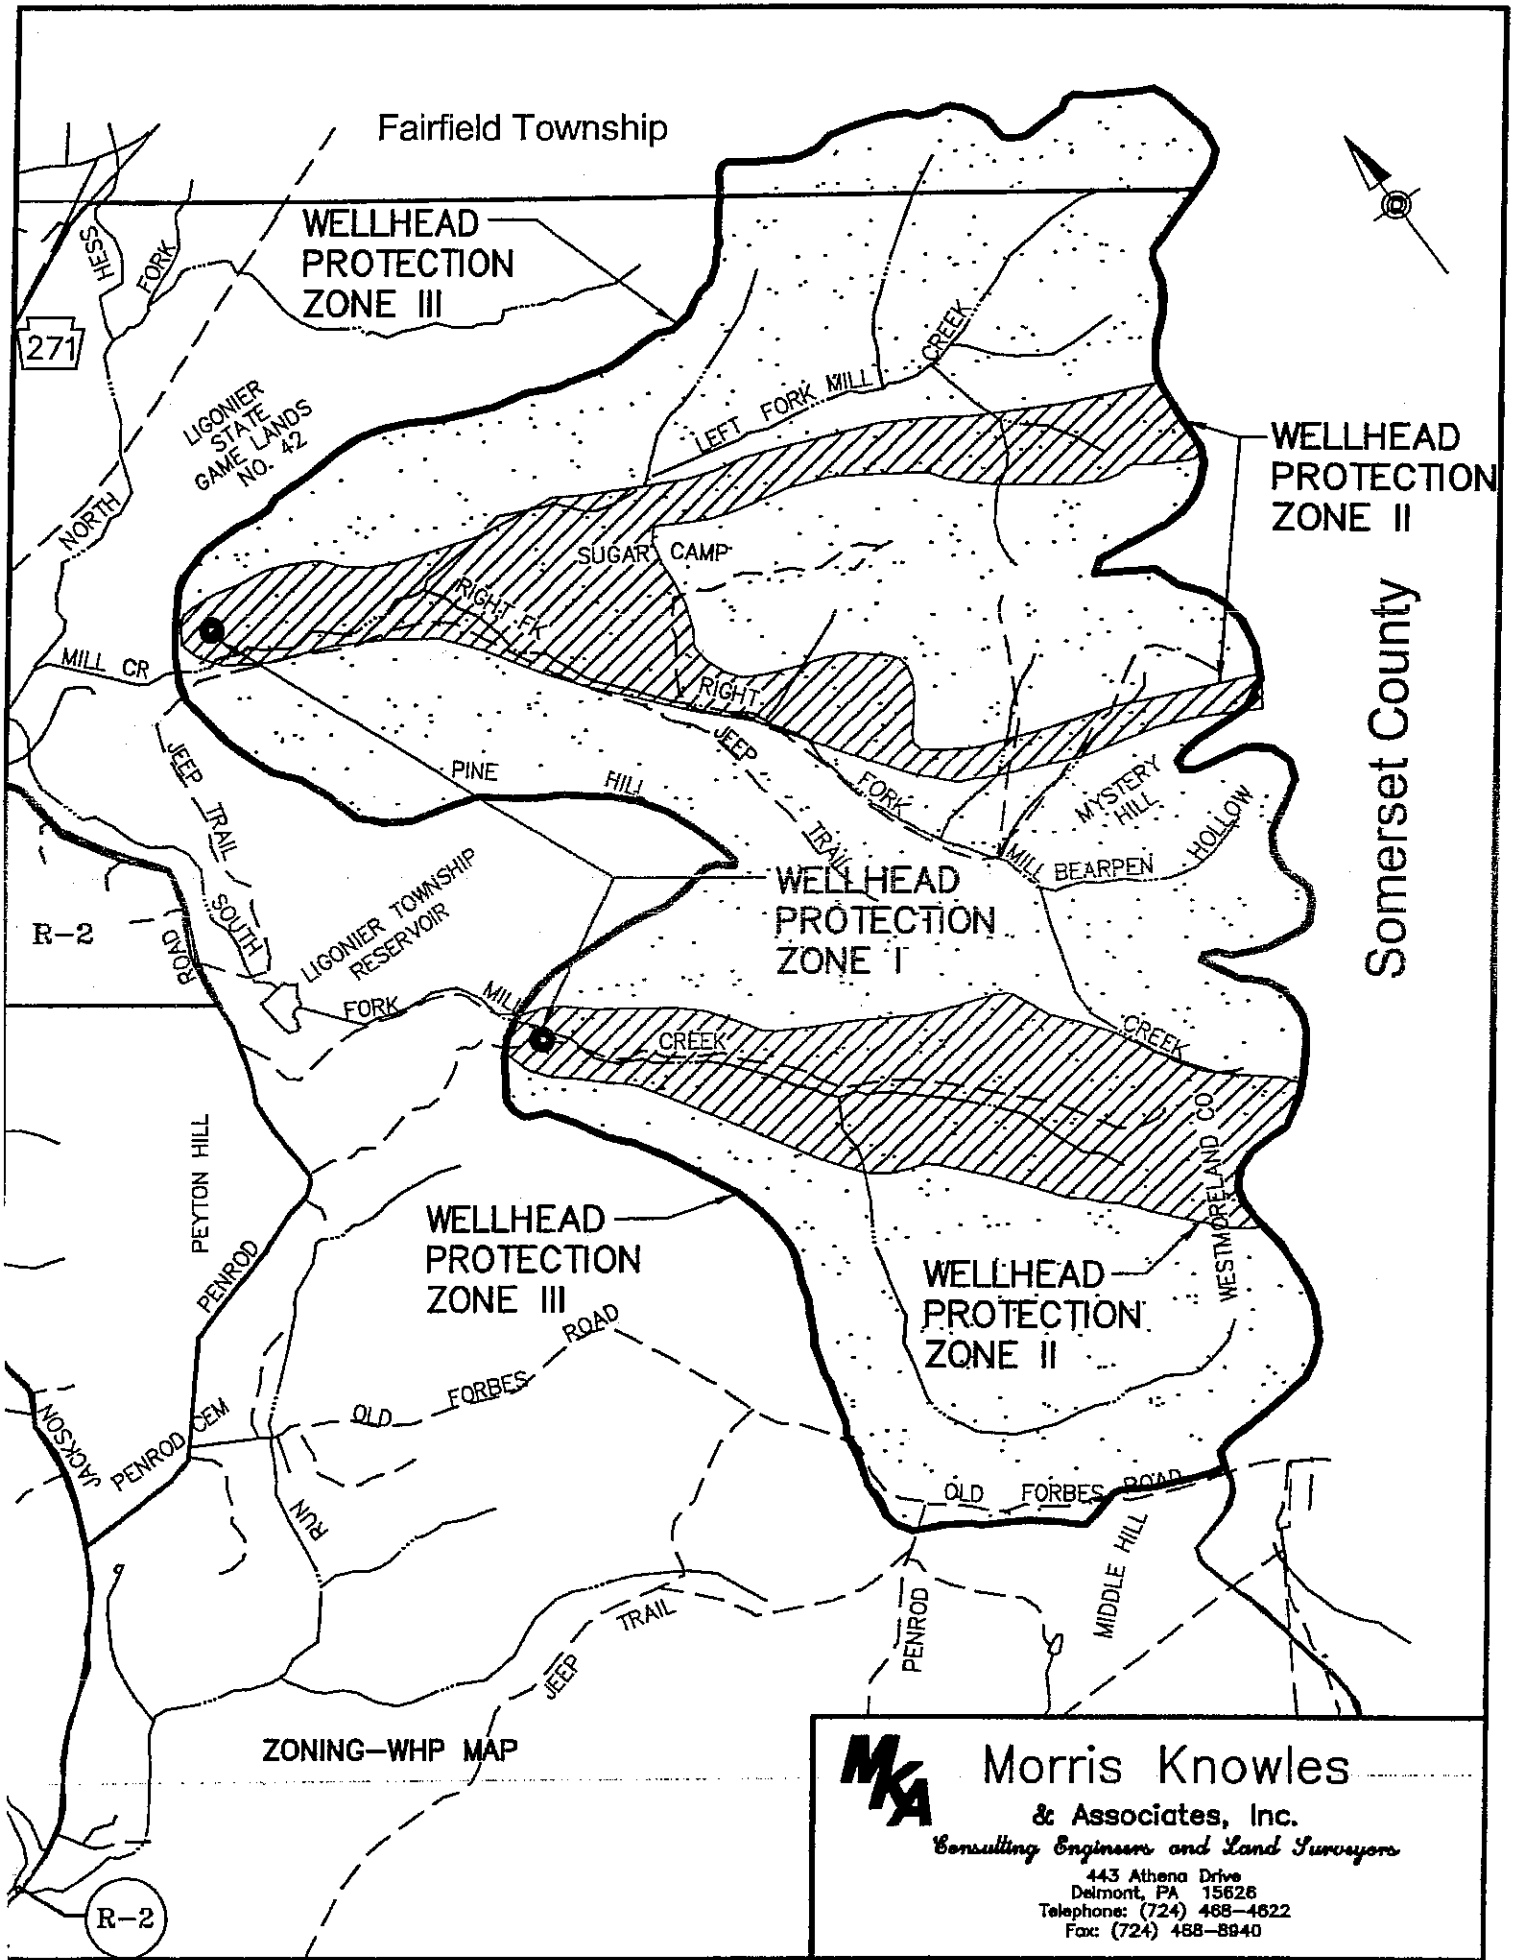 Fairfield Township
WELLHEAD
PROTECTION
ZONE III
HESS
FORK
271
LIGONIER
STATE
GAME LANDS
NO. 42
NORTH
CREEK
LEFT FORK MILL
WELLHEAD
PROTECTION
ZONE II
SUGAR CAMP
RIGHT FK
MILL CR
RIGHT
JEEP
TRAIL
JEEP
TRAIL
PINE HILL
FORK
MYSTERY
HILL
HOLLOW
MILL BEARPEN
Somerset County
WELLHEAD
PROTECTION
ZONE I
R-2
ROAD
SOUTH
LIGONIER TOWNSHIP
RESERVOIR
FORK
MILL
CREEK
CREEK
WESTMORELAND CO
PEYTON HILL
PENROD
WELLHEAD
PROTECTION
ZONE III
WELLHEAD
PROTECTION
ZONE II
OLD FORBES ROAD
JACKSON
PENROD CEM
RUN
OLD FORBES ROAD
MIDDLE HILL
PENROD
JEEP
TRAIL
ZONING-WHP MAP
R-2
MKA
Morris Knowles
& Associates, Inc.
Consulting Engineers and Land Surveyors
443 Athena Drive
Delmont, PA 15626
Telephone: (724) 468-4622
Fax: (724) 468-8940